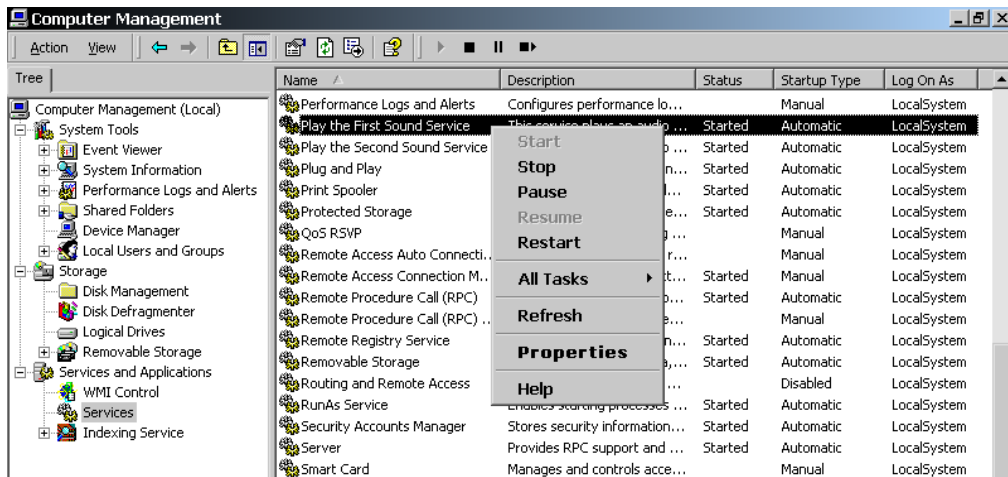 Computer Management
Action View
Tree
Name Description Status Startup Type Log On As
Computer Management (Local)
System Tools
Event Viewer
System Information
Performance Logs and Alerts
Shared Folders
Device Manager
Local Users and Groups
Storage
Disk Management
Disk Defragmenter
Logical Drives
Removable Storage
Services and Applications
WMI Control
Services
Indexing Service
Performance Logs and Alerts Configures performance lo... Manual LocalSystem
Play the First Sound Service This service plays an audio ... Started Automatic LocalSystem
Play the Second Sound Service ... Started Automatic LocalSystem
Plug and Play n... Started Automatic LocalSystem
Print Spooler ... Started Automatic LocalSystem
Protected Storage e... Started Automatic LocalSystem
QoS RSVP ... Manual LocalSystem
Remote Access Auto Connecti... r... Manual LocalSystem
Remote Access Connection M... t... Started Manual LocalSystem
Remote Procedure Call (RPC) ... Started Automatic LocalSystem
Remote Procedure Call (RPC) ... e... Manual LocalSystem
Remote Registry Service n... Started Automatic LocalSystem
Removable Storage ,... Started Automatic LocalSystem
Routing and Remote Access ... Disabled LocalSystem
RunAs Service Enables starting processes ... Started Automatic LocalSystem
Security Accounts Manager Stores security information... Started Automatic LocalSystem
Server Provides RPC support and ... Started Automatic LocalSystem
Smart Card Manages and controls acce... Manual LocalSystem
Start
Stop
Pause
Resume
Restart
All Tasks
Refresh
Properties
Help